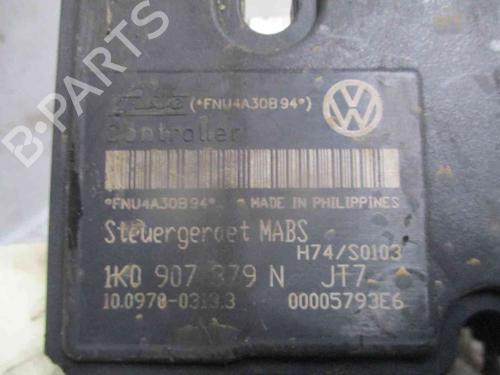 Ate (*FNU4A30B94*)
Controller
*FNU4A30B94* MADE IN PHILIPPINES
Steuergeraet MABS
H74/S0103
1K0 907 379 N JT7
10.0970-0313.3 00005793E6
B-PARTS